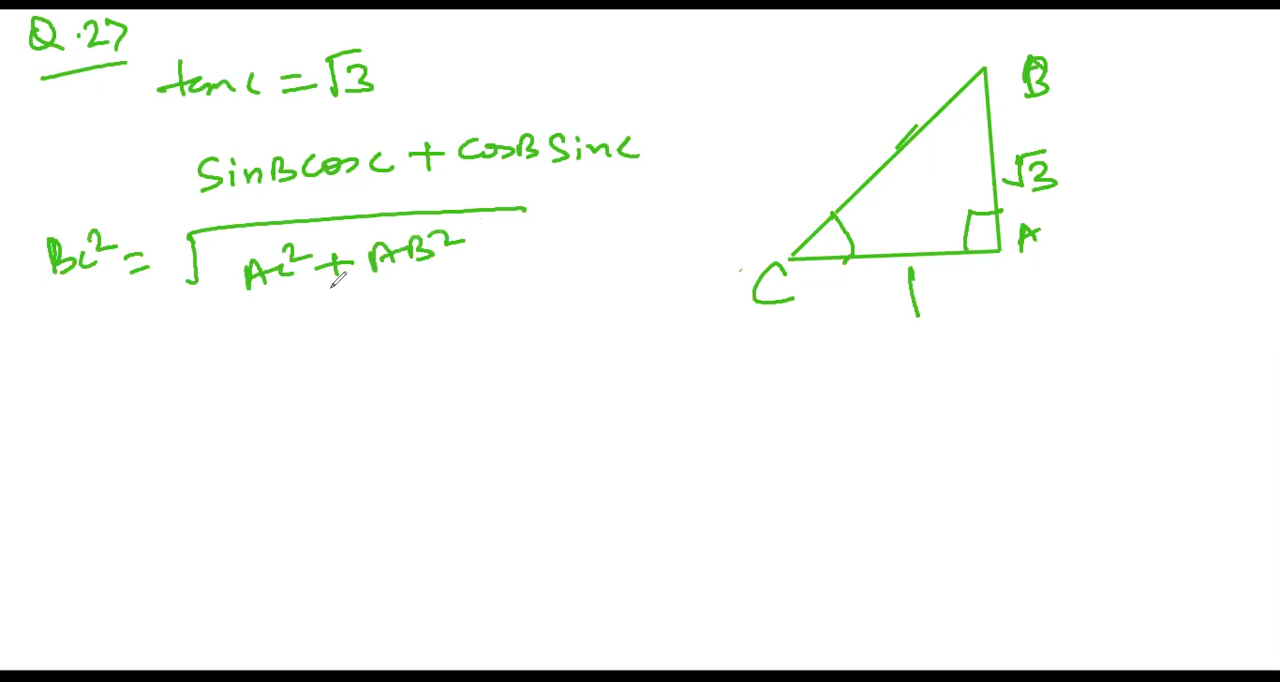 Q.27
tan C = √3
Sin B Cos C + Cos B Sin C
BC² = √AC² + AB²
B
√3
A
C
1